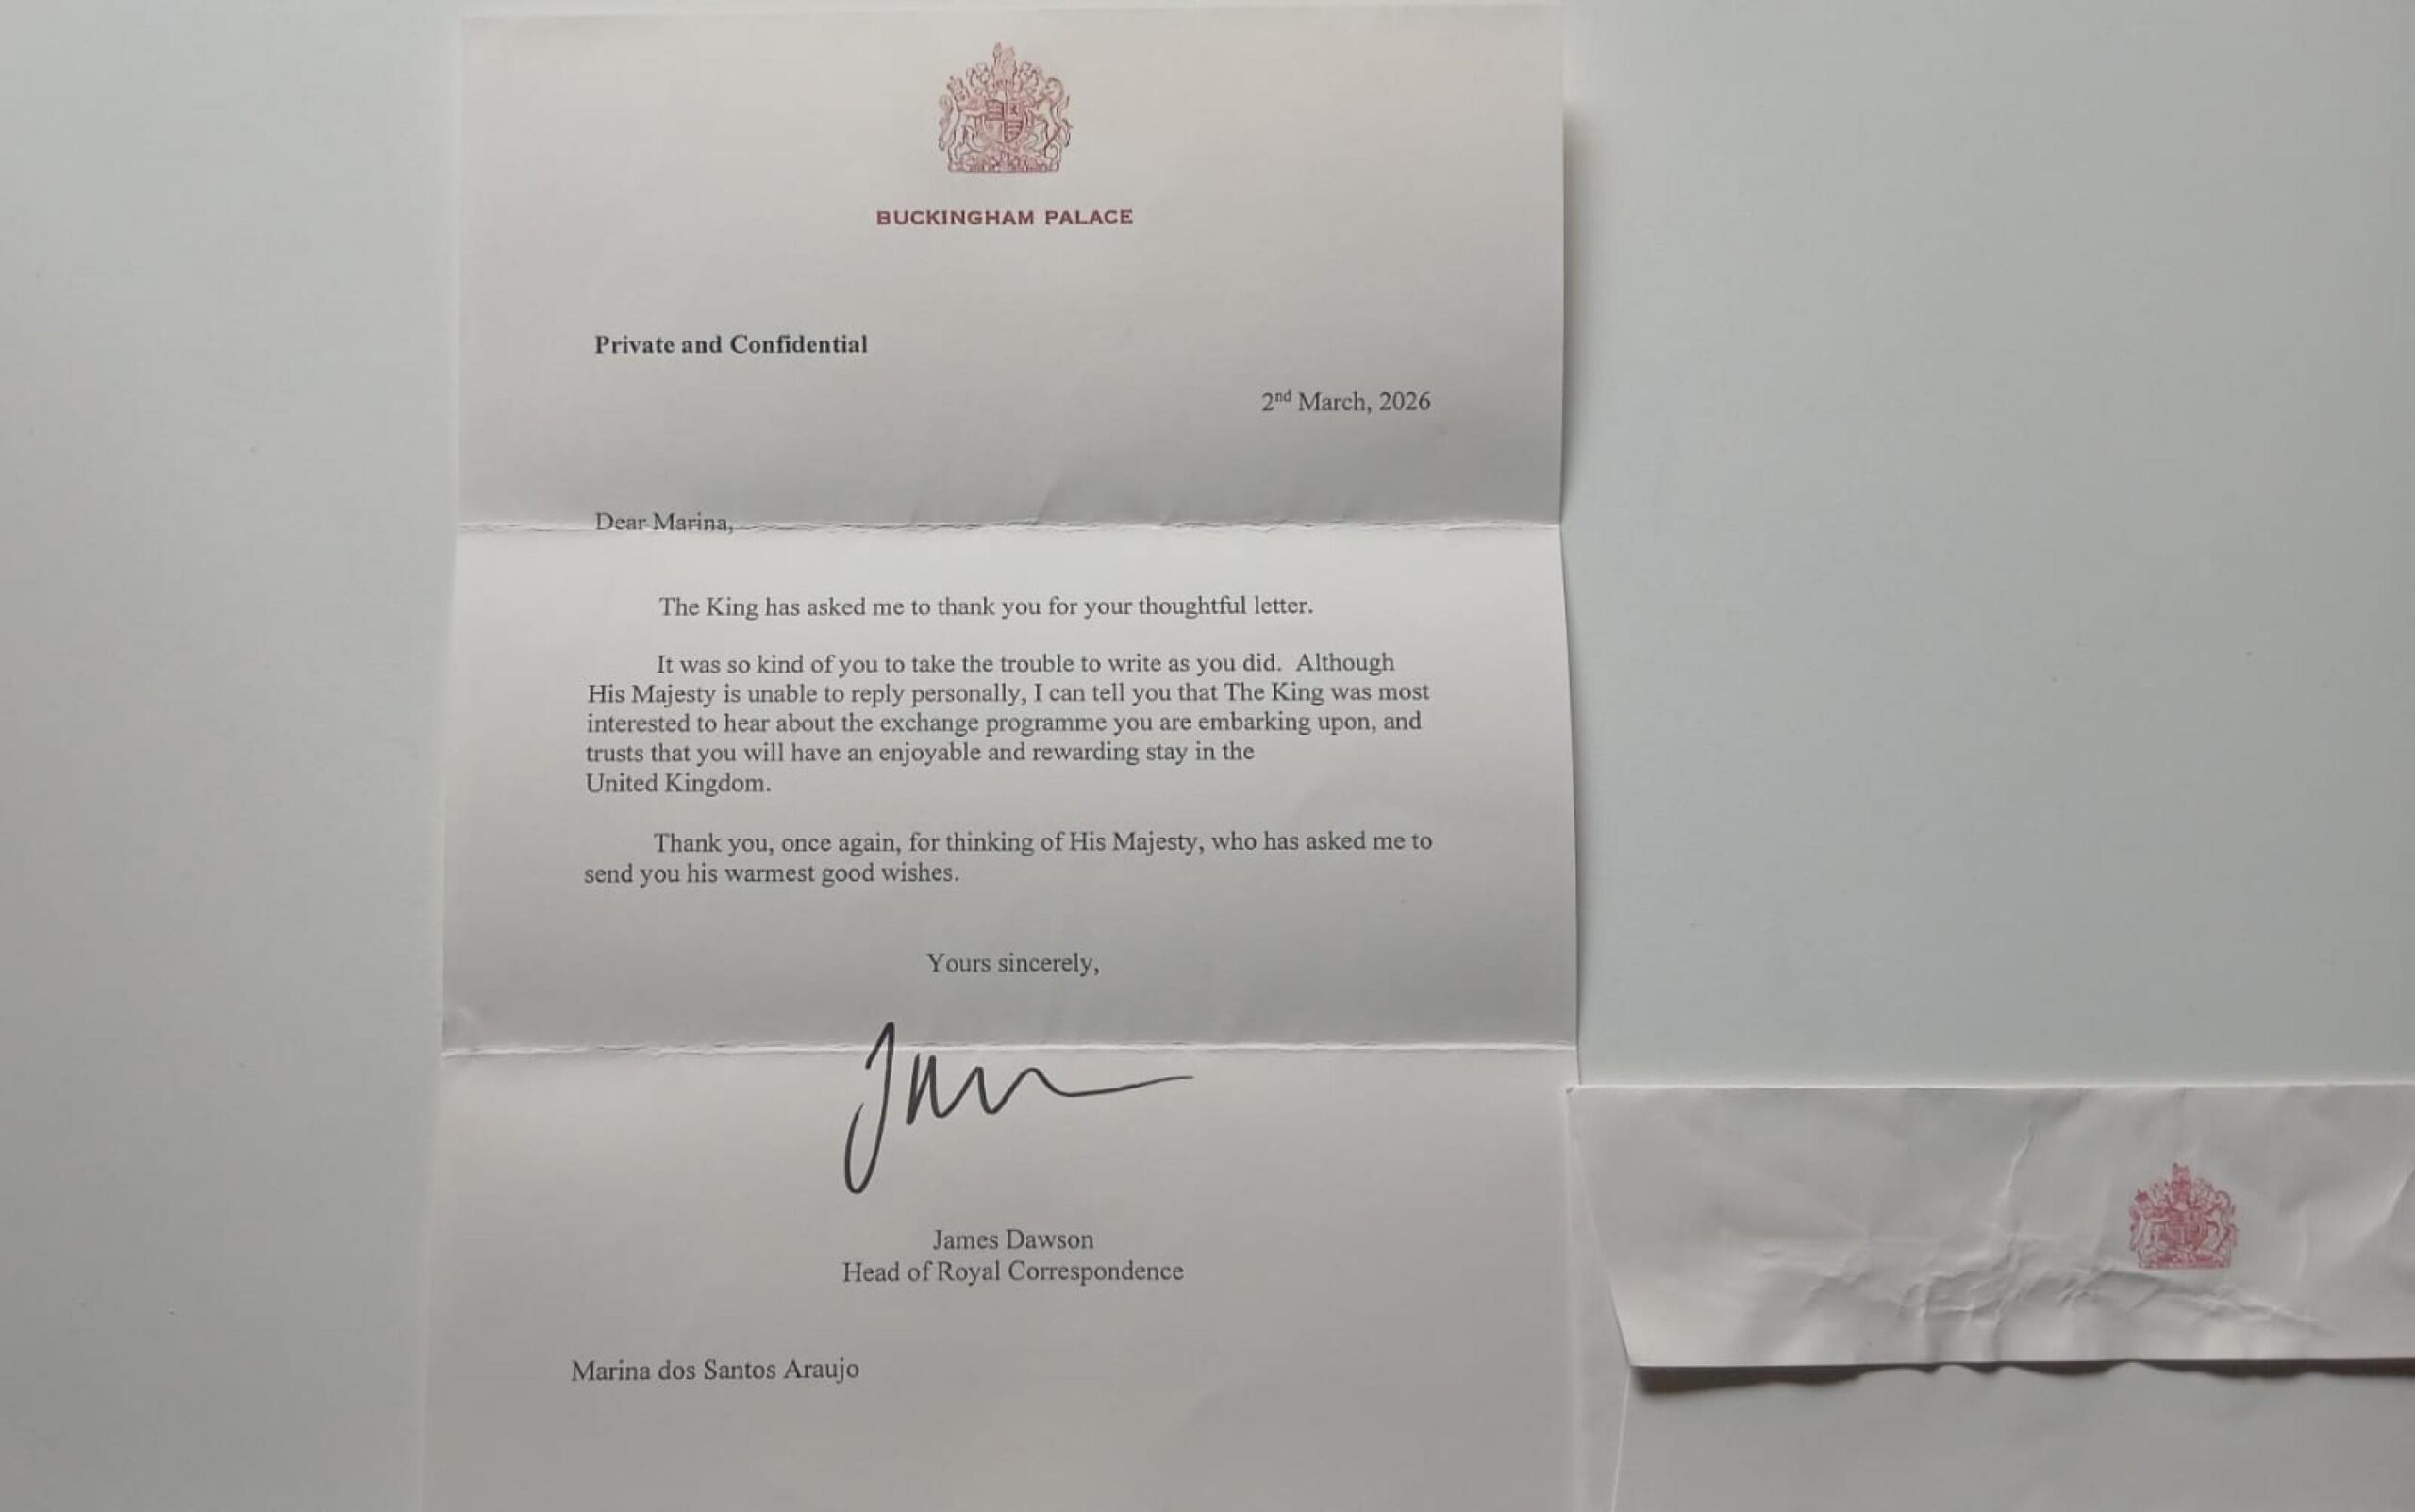 BUCKINGHAM PALACE
Private and Confidential
2nd March, 2026
Dear Marina,
The King has asked me to thank you for your thoughtful letter.
It was so kind of you to take the trouble to write as you did. Although
His Majesty is unable to reply personally, I can tell you that The King was most
interested to hear about the exchange programme you are embarking upon, and
trusts that you will have an enjoyable and rewarding stay in the
United Kingdom.
Thank you, once again, for thinking of His Majesty, who has asked me to
send you his warmest good wishes.
Yours sincerely,
James Dawson
Head of Royal Correspondence
Marina dos Santos Araujo